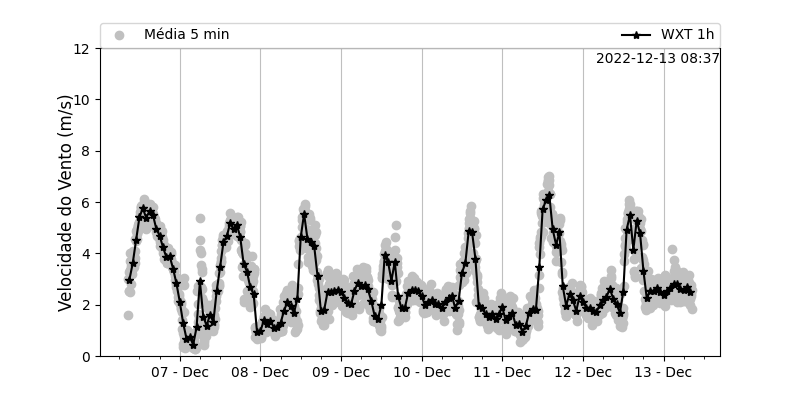 Média 5 min
WXT 1h
2022-12-13 08:37
Velocidade do Vento (m/s)
12
10
8
6
4
2
0
07 - Dec
08 - Dec
09 - Dec
10 - Dec
11 - Dec
12 - Dec
13 - Dec